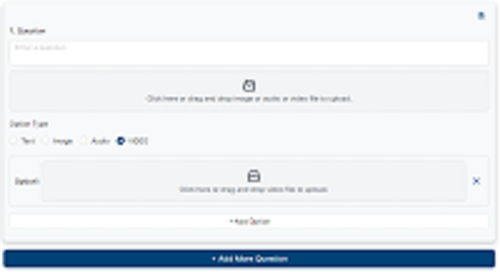 1. Question
Enter a question
Click here or drag and drop image or audio or video file to upload.
Option Type
Text Image Audio VIDEO
Option1
Click here or drag and drop video file to upload
+ Add Option
+ Add More Question